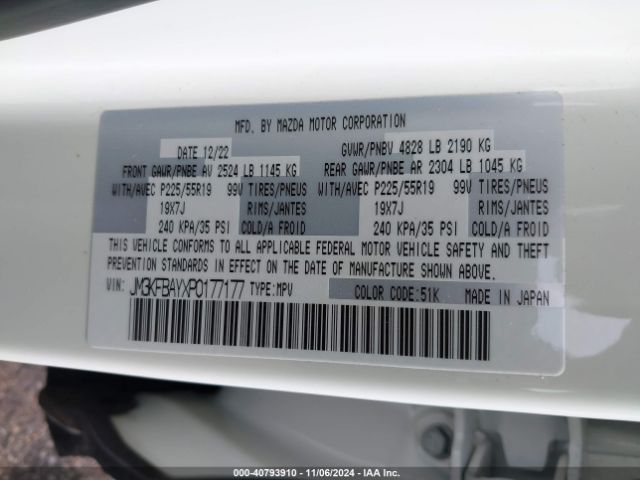 MFD. BY MAZDA MOTOR CORPORATION
DATE 12/22 GVWR/PNBV 4828 LB 2190 KG
FRONT GAWR/PNBE AV 2524 LB 1145 KG REAR GAWR/PNBE AR 2304 LB 1045 KG
WITH/AVEC P225/55R19 99V TIRES/PNEUS WITH/AVEC P225/55R19 99V TIRES/PNEUS
19X7J RIMS/JANTES 19X7J RIMS/JANTES
240 KPA/35 PSI COLD/A FROID 240 KPA/35 PSI COLD/A FROID
THIS VEHICLE CONFORMS TO ALL APPLICABLE FEDERAL MOTOR VEHICLE SAFETY AND THEFT
PREVENTION STANDARDS IN EFFECT ON THE DATE OF MANUFACTURE SHOWN ABOVE.
VIN: JM3KFBAYXP0177177 TYPE:MPV COLOR CODE:51K MADE IN JAPAN
000-40793910 - 11/06/2024 - IAA Inc.